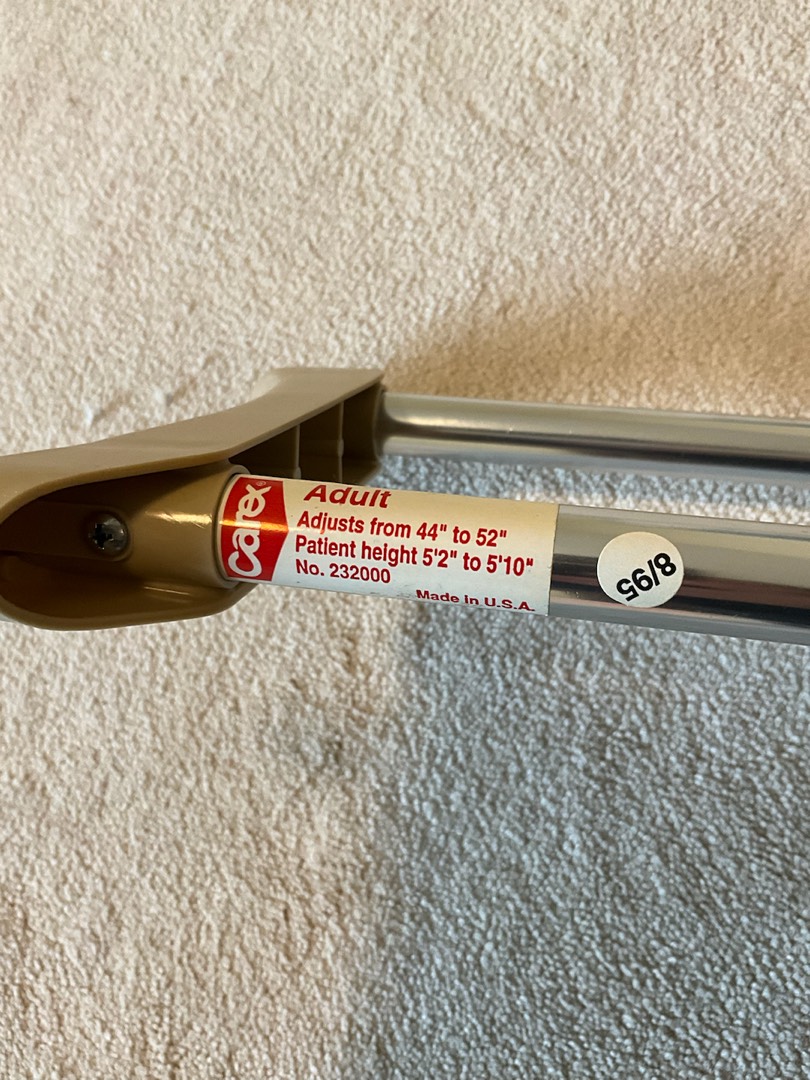 Carex®
Adult
Adjusts from 44" to 52"
Patient height 5'2" to 5'10"
No. 232000
Made in U.S.A.
8/95